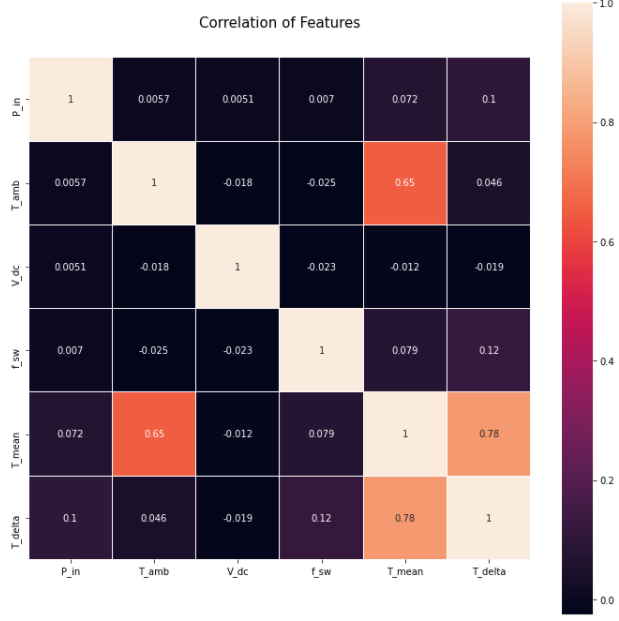 Correlation of Features
P_in 1 0.0057 0.0051 0.007 0.072 0.1
T_amb 0.0057 1 -0.018 -0.025 0.65 0.046
V_dc 0.0051 -0.018 1 -0.023 -0.012 -0.019
f_sw 0.007 -0.025 -0.023 1 0.079 0.12
T_mean 0.072 0.65 -0.012 0.079 1 0.78
T_delta 0.1 0.046 -0.019 0.12 0.78 1
P_in T_amb V_dc f_sw T_mean T_delta
1.0
0.8
0.6
0.4
0.2
0.0